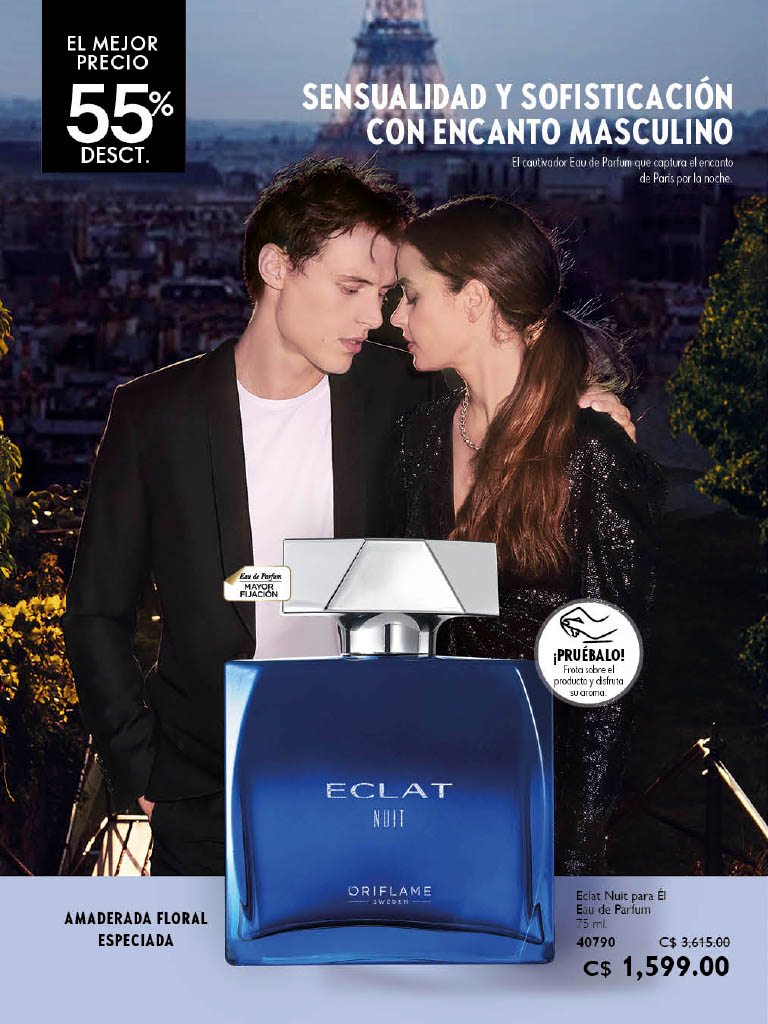 EL MEJOR
PRECIO
55%
DESCT.
SENSUALIDAD Y SOFISTICACIÓN
CON ENCANTO MASCULINO
El cautivador Eau de Parfum que captura el encanto
de París por la noche.
Eau de Parfum
MAYOR
FIJACIÓN
¡PRUÉBALO!
Frota sobre el
producto y disfruta
su aroma.
ECLAT
NUIT
ORIFLAME
SWEDEN
AMADERADA FLORAL
ESPECIADA
Eclat Nuit para Él
Eau de Parfum
75 ml.
40790 C$ 3,615.00
C$ 1,599.00